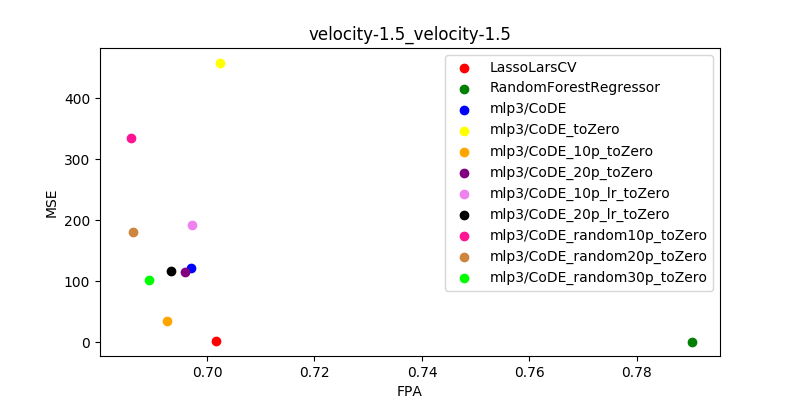 velocity-1.5_velocity-1.5
MSE
400
300
200
100
0
LassoLarsCV
RandomForestRegressor
mlp3/CoDE
mlp3/CoDE_toZero
mlp3/CoDE_10p_toZero
mlp3/CoDE_20p_toZero
mlp3/CoDE_10p_lr_toZero
mlp3/CoDE_20p_lr_toZero
mlp3/CoDE_random10p_toZero
mlp3/CoDE_random20p_toZero
mlp3/CoDE_random30p_toZero
0.70 0.72 0.74 0.76 0.78
FPA